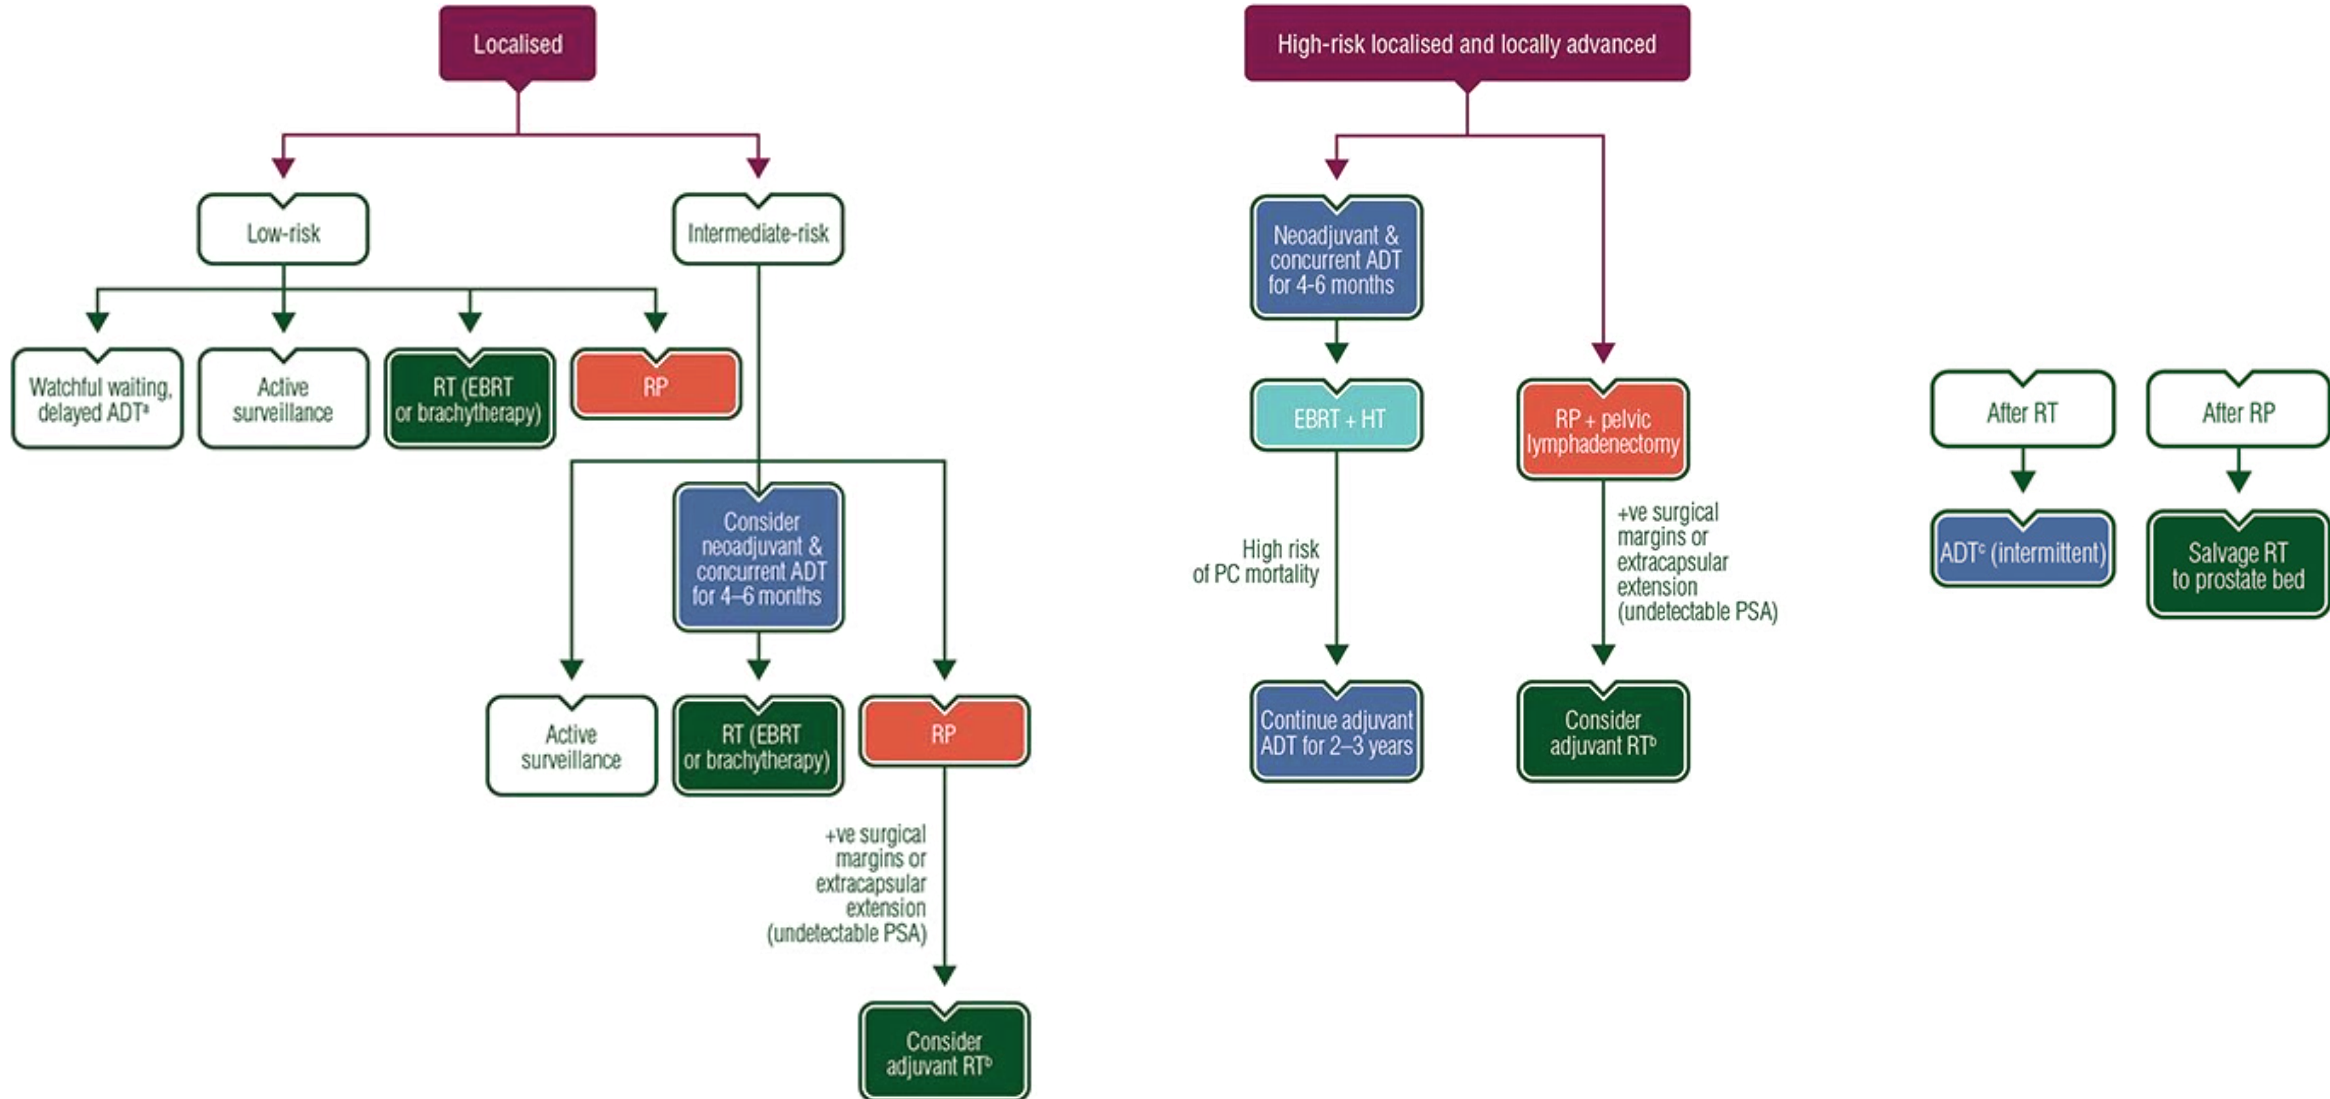 Localised
Low-risk
Intermediate-risk
Watchful waiting,
delayed ADTᵃ
Active
surveillance
RT (EBRT
or brachytherapy)
RP
Consider
neoadjuvant &
concurrent ADT
for 4–6 months
Active
surveillance
RT (EBRT
or brachytherapy)
RP
+ve surgical
margins or
extracapsular
extension
(undetectable PSA)
Consider
adjuvant RTᵇ
High-risk localised and locally advanced
Neoadjuvant &
concurrent ADT
for 4-6 months
EBRT + HT
High risk
of PC mortality
Continue adjuvant
ADT for 2–3 years
RP + pelvic
lymphadenectomy
+ve surgical
margins or
extracapsular
extension
(undetectable PSA)
Consider
adjuvant RTᵇ
After RT
ADTᶜ (intermittent)
After RP
Salvage RT
to prostate bed